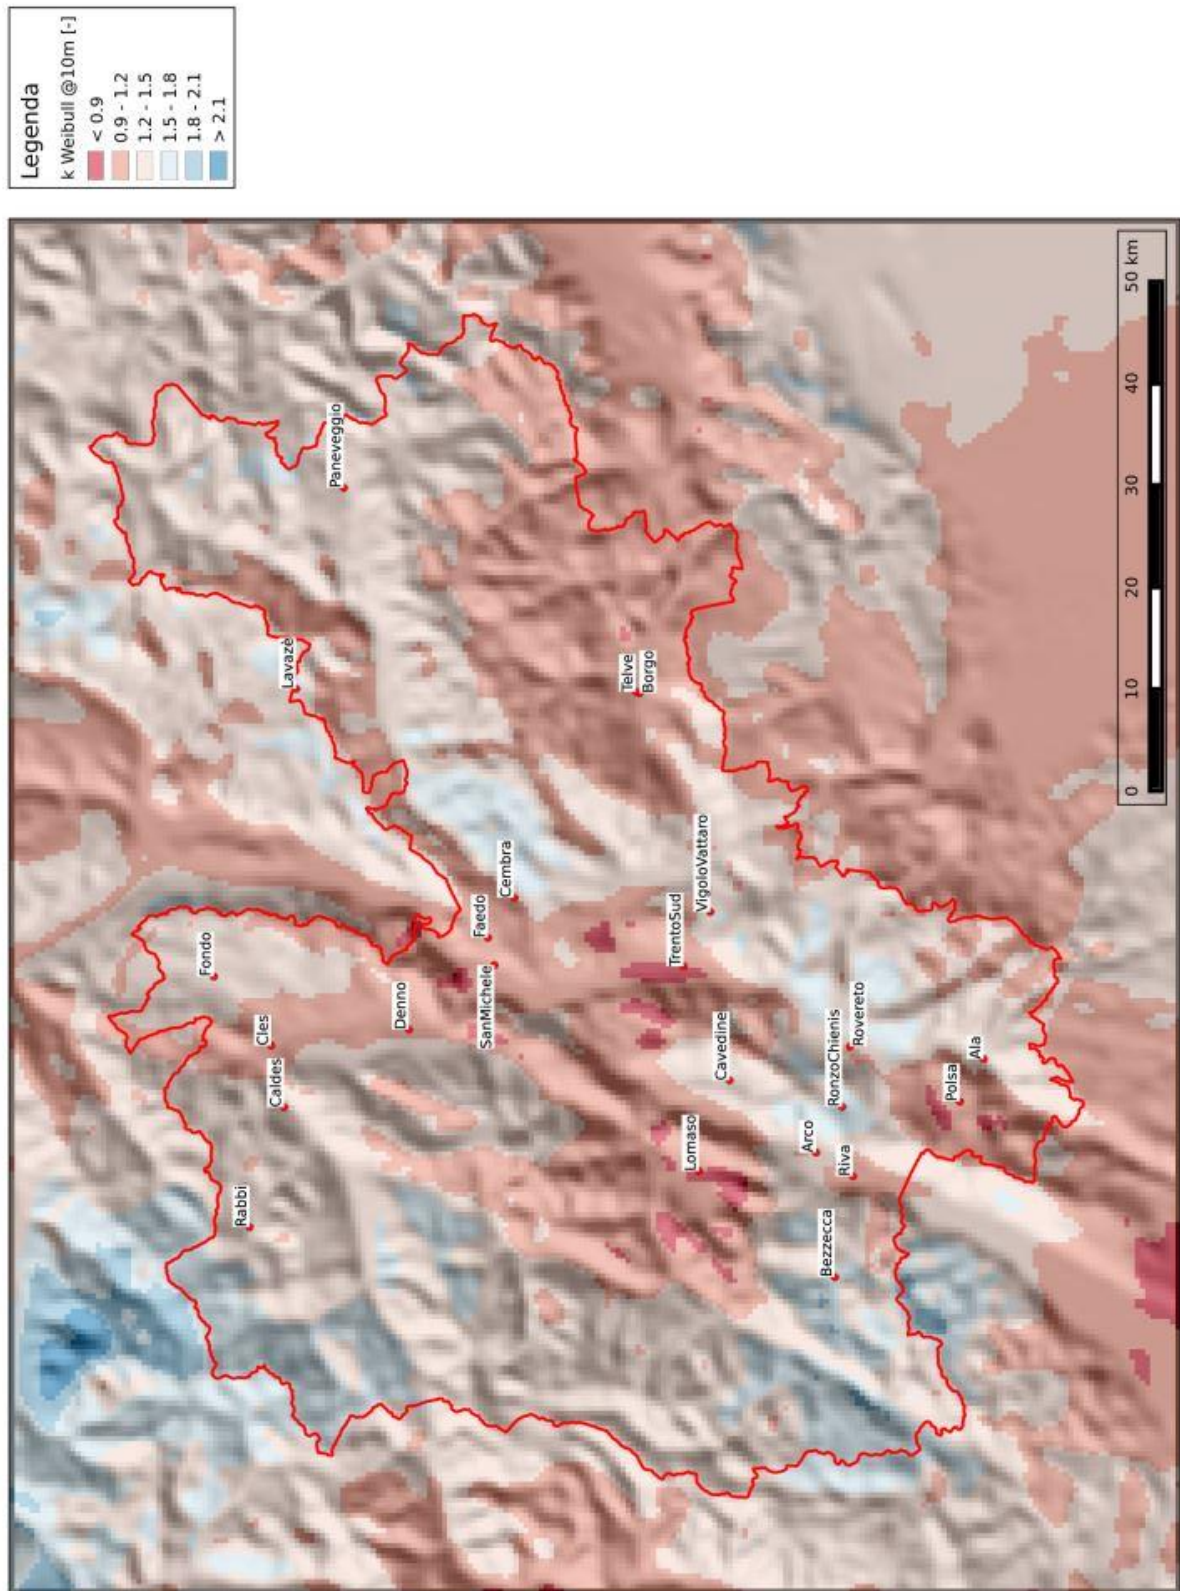 Legenda
k Weibull @10m [-]
< 0.9
0.9 - 1.2
1.2 - 1.5
1.5 - 1.8
1.8 - 2.1
> 2.1
Rabbi
Caldes
Cles
Fondo
Lavazè
Paneveggio
Denno
SanMichele
Faedo
Cembra
Telve
Borgo
Lomaso
Cavedine
TrentoSud
VigoloVattaro
Bezzecca
Riva
Arco
RonzoChienis
Rovereto
Polsa
Ala
0 10 20 30 40 50 km